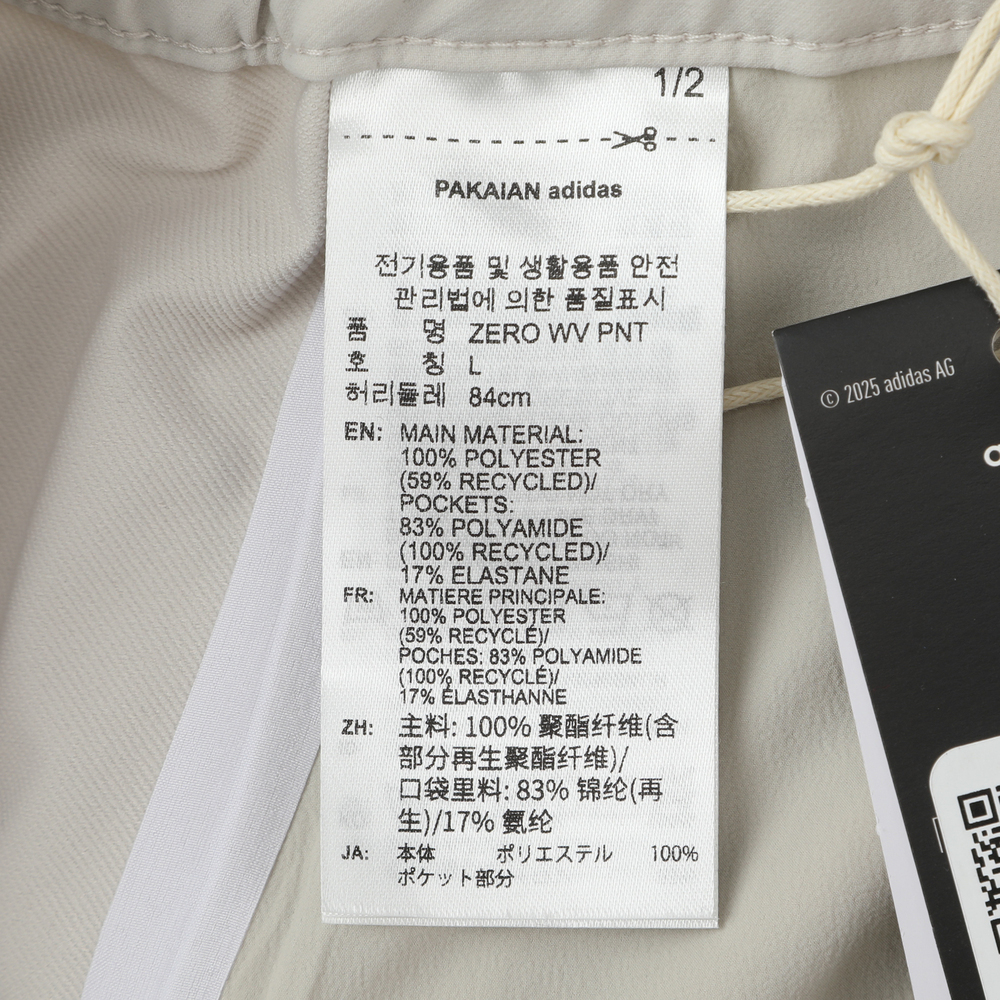 1/2
PAKAIAN adidas
전기용품 및 생활용품 안전
관리법에 의한 품질표시
품 명 ZERO WV PNT
호 칭 L
허리둘레 84cm
EN: MAIN MATERIAL:
100% POLYESTER
(59% RECYCLED)/
POCKETS:
83% POLYAMIDE
(100% RECYCLED)/
17% ELASTANE
FR: MATIERE PRINCIPALE:
100% POLYESTER
(59% RECYCLÉ)/
POCHES: 83% POLYAMIDE
(100% RECYCLÉ)/
17% ÉLASTHANNE
ZH: 主料: 100% 聚酯纤维(含
部分再生聚酯纤维)/
口袋里料: 83% 锦纶(再
生)/17% 氨纶
JA: 本体 ポリエステル 100%
ポケット部分
© 2025 adidas AG